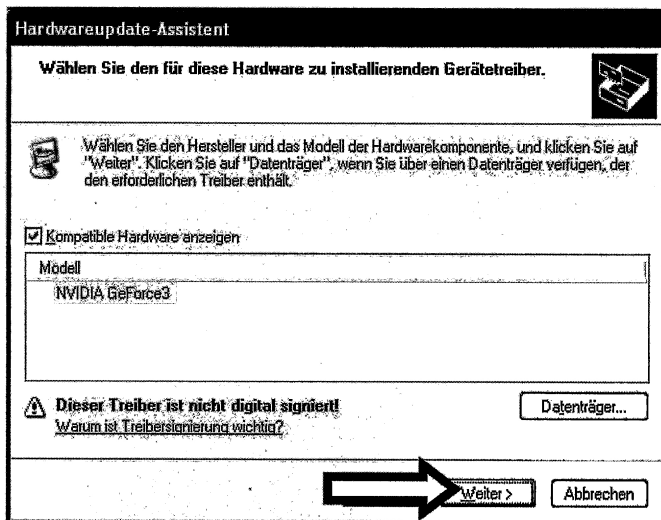 Hardwareupdate-Assistent
Wählen Sie den für diese Hardware zu installierenden Gerätetreiber.
Wählen Sie den Hersteller und das Modell der Hardwarekomponente, und klicken Sie auf
"Weiter". Klicken Sie auf "Datenträger", wenn Sie über einen Datenträger verfügen, der
den erforderlichen Treiber enthält.
Kompatible Hardware anzeigen
Modell
NVIDIA GeForce3
Dieser Treiber ist nicht digital signiert!
Datenträger...
Warum ist Treibersignierung wichtig?
Weiter >
Abbrechen